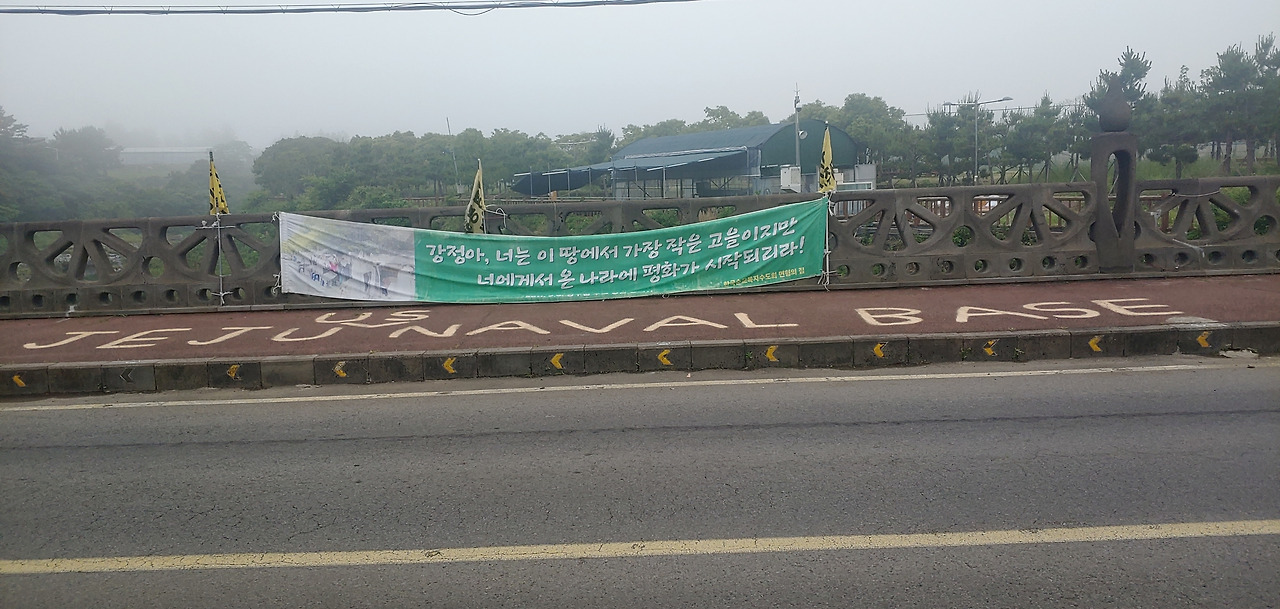 강정아, 너는 이 땅에서 가장 작은 고을이지만
너에게서 온 나라에 평화가 시작되리라!
US
JEJU NAVAL BASE